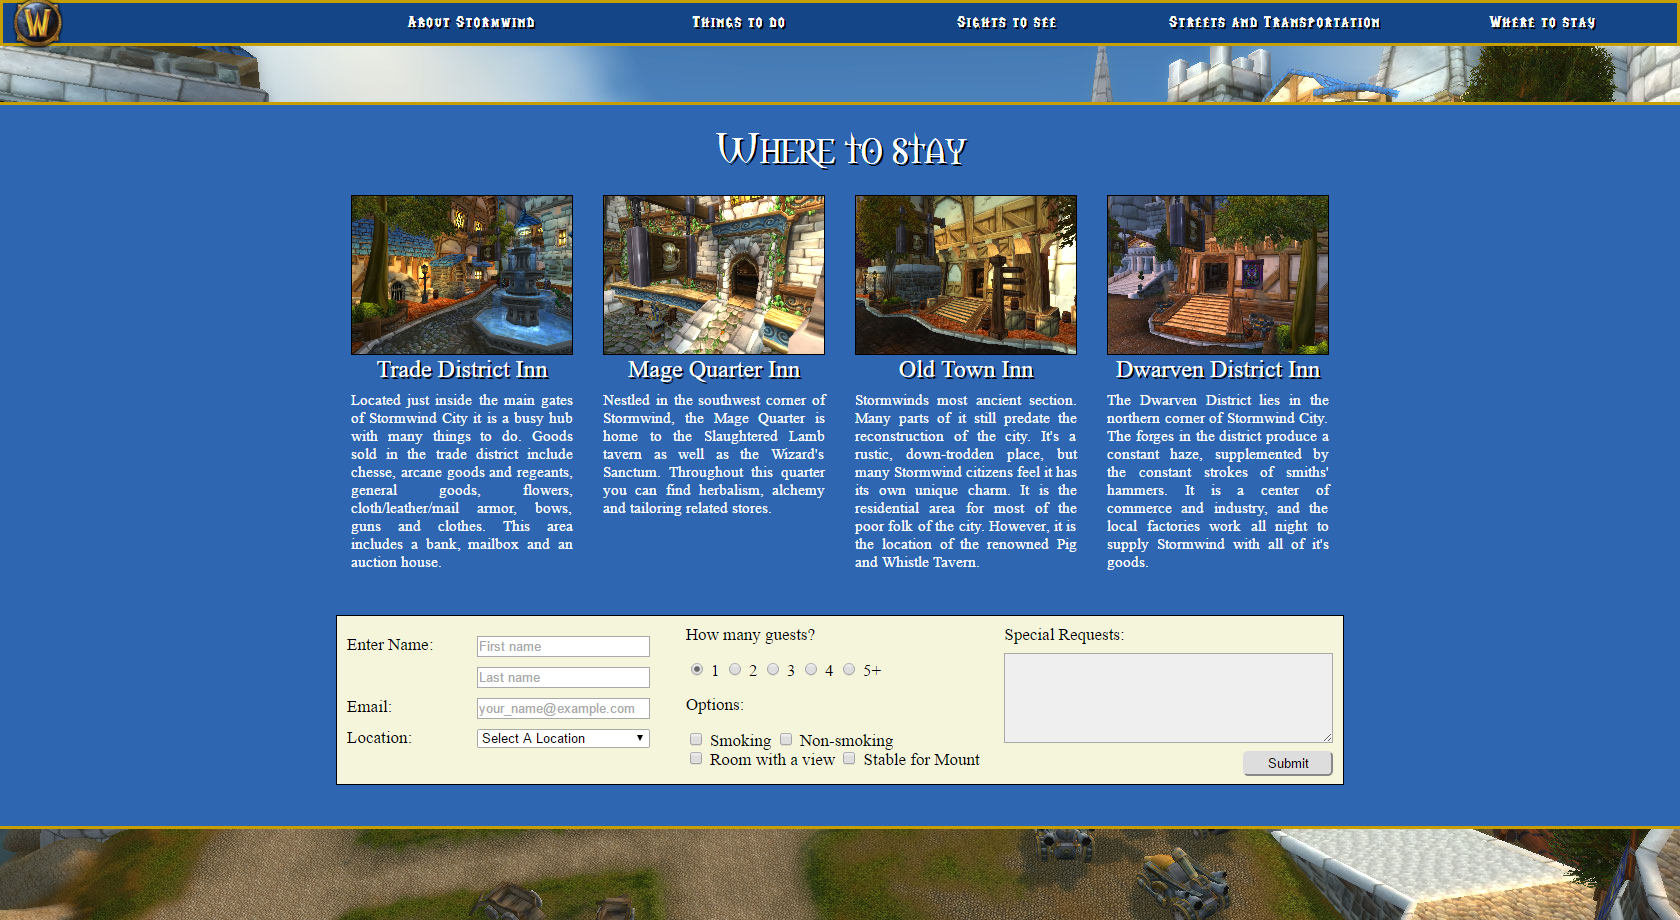 W
About Stormwind
Things to do
Sights to see
Streets and Transportation
Where to stay
Where to stay
Trade District Inn
Located just inside the main gates
of Stormwind City it is a busy hub
with many things to do. Goods
sold in the trade district include
chesse, arcane goods and regeants,
general goods, flowers,
cloth/leather/mail armor, bows,
guns and clothes. This area
includes a bank, mailbox and an
auction house.
Mage Quarter Inn
Nestled in the southwest corner of
Stormwind, the Mage Quarter is
home to the Slaughtered Lamb
tavern as well as the Wizard's
Sanctum. Throughout this quarter
you can find herbalism, alchemy
and tailoring related stores.
Old Town Inn
Stormwinds most ancient section.
Many parts of it still predate the
reconstruction of the city. It's a
rustic, down-trodden place, but
many Stormwind citizens feel it has
its own unique charm. It is the
residential area for most of the
poor folk of the city. However, it is
the location of the renowned Pig
and Whistle Tavern.
Dwarven District Inn
The Dwarven District lies in the
northern corner of Stormwind City.
The forges in the district produce a
constant haze, supplemented by
the constant strokes of smiths'
hammers. It is a center of
commerce and industry, and the
local factories work all night to
supply Stormwind with all of it's
goods.
Enter Name:
First name
Last name
Email:
your_name@example.com
Location:
Select A Location
How many guests?
1 2 3 4 5+
Options:
Smoking Non-smoking
Room with a view Stable for Mount
Special Requests:
Submit